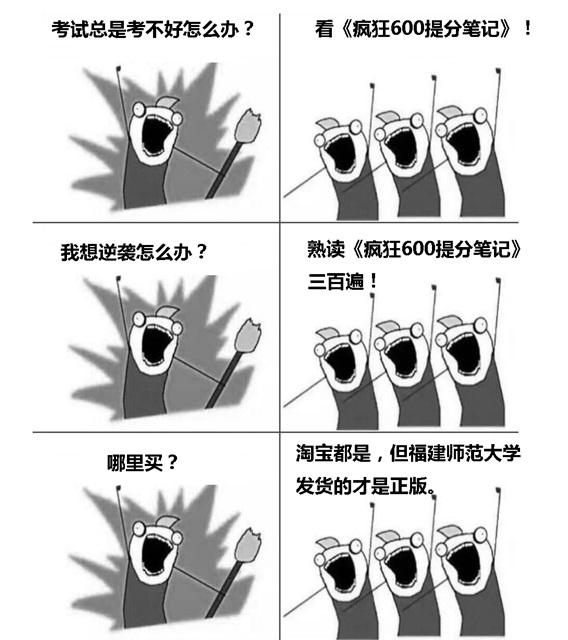 考试总是考不好怎么办？
看《疯狂600提分笔记》！
我想逆袭怎么办？
熟读《疯狂600提分笔记》
三百遍！
哪里买？
淘宝都是，但福建师范大学
发货的才是正版。